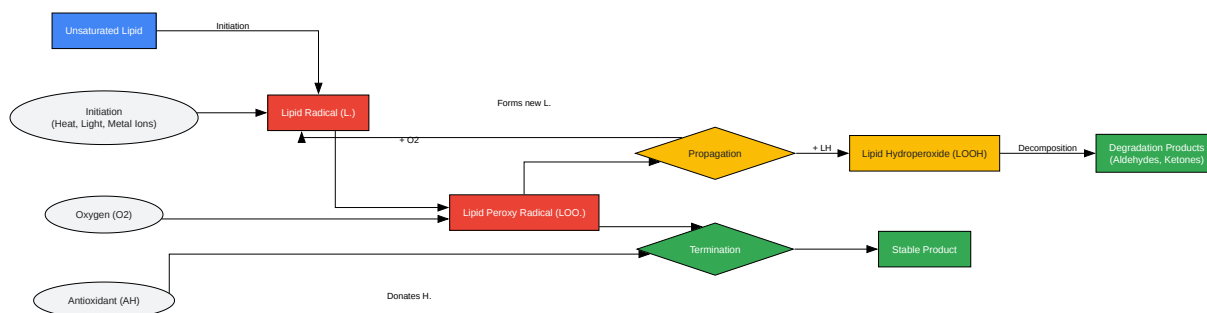 Unsaturated Lipid
Initiation
Initiation
(Heat, Light, Metal Ions)
Lipid Radical (L.)
Forms new L.
+ O2
Propagation
+ LH
Lipid Hydroperoxide (LOOH)
Decomposition
Degradation Products
(Aldehydes, Ketones)
Oxygen (O2)
Lipid Peroxy Radical (LOO.)
Termination
Stable Product
Antioxidant (AH)
Donates H.